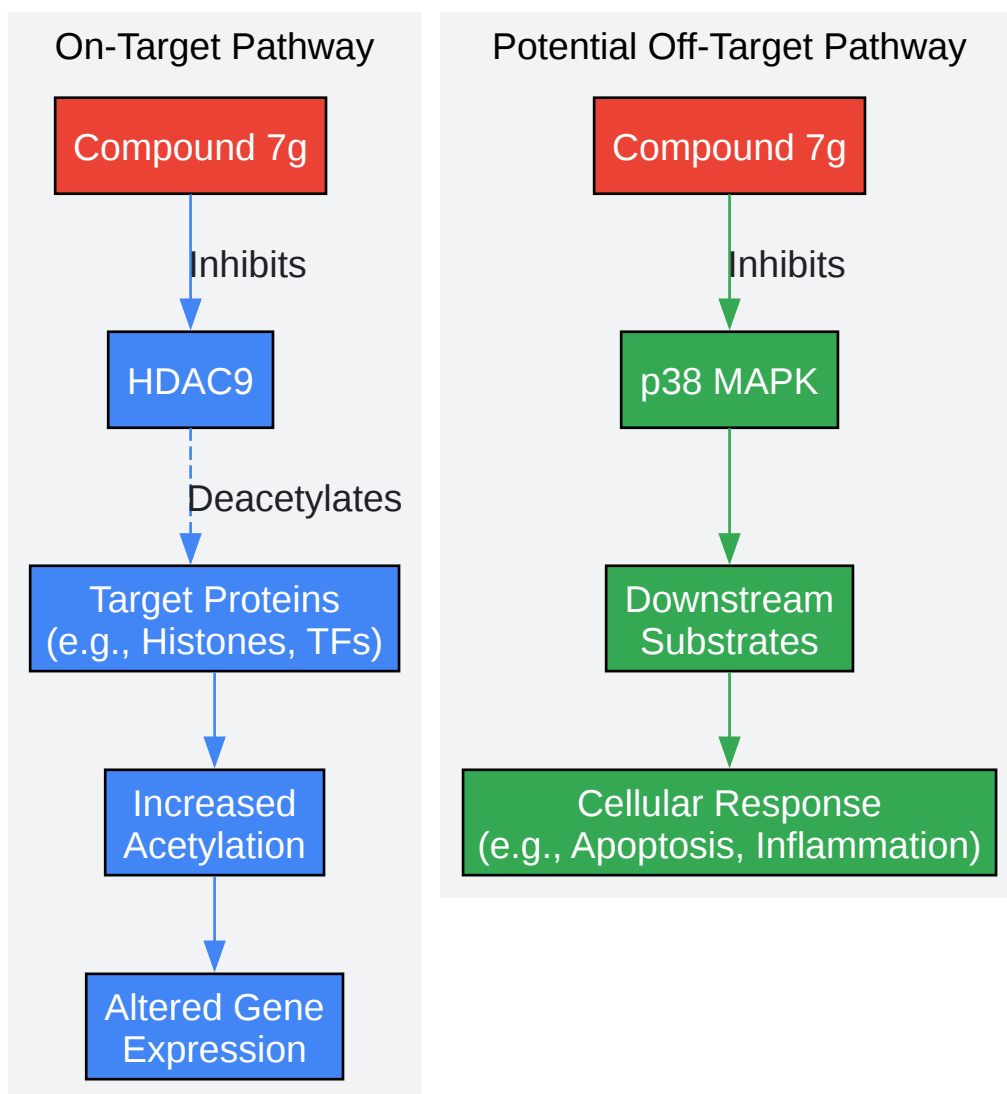 On-Target Pathway
Compound 7g
Inhibits
HDAC9
Deacetylates
Target Proteins
(e.g., Histones, TFs)
Increased
Acetylation
Altered Gene
Expression
Potential Off-Target Pathway
Compound 7g
Inhibits
p38 MAPK
Downstream
Substrates
Cellular Response
(e.g., Apoptosis, Inflammation)